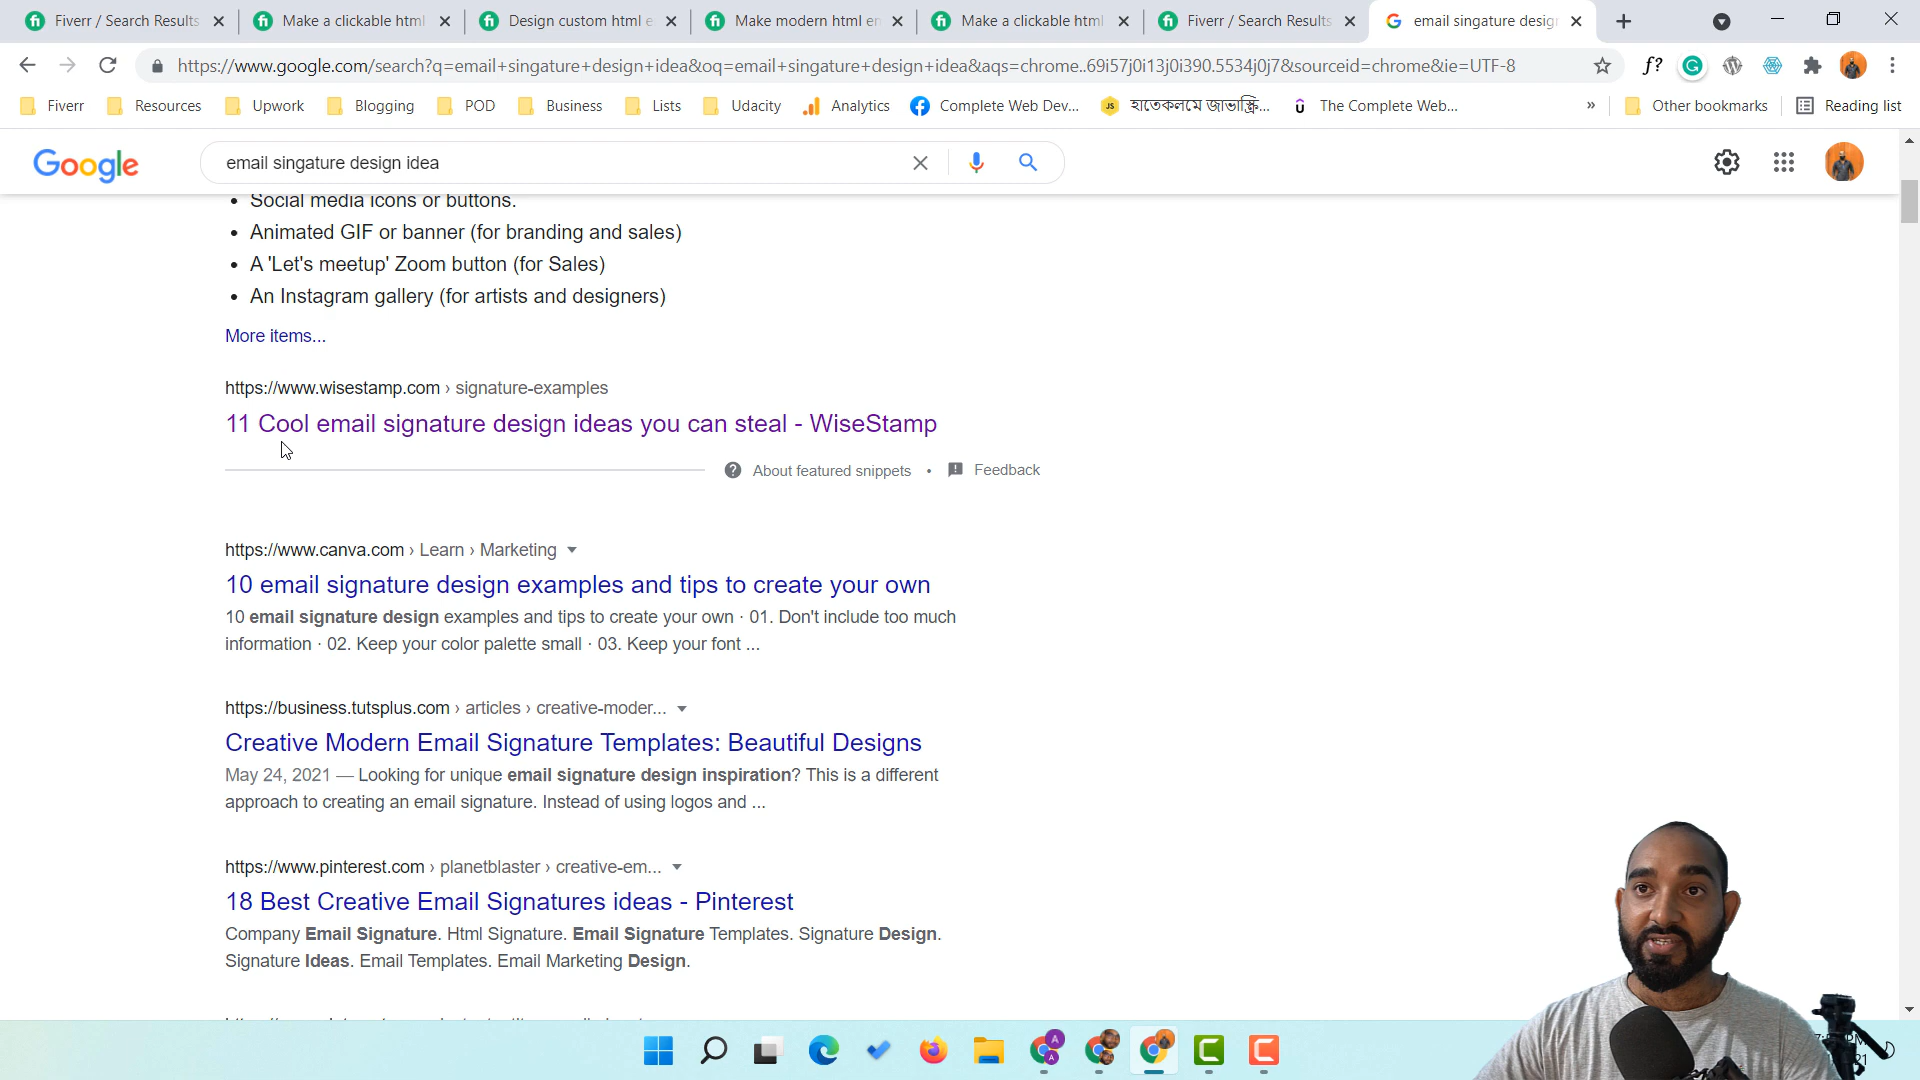 Fiverr / Search Results
Make a clickable html
Design custom html e
Make modern html em
Make a clickable html
Fiverr / Search Results
email singature desig
https://www.google.com/search?q=email+singature+design+idea&oq=email+singature+design+idea&aqs=chrome..69i57j0i13j0i390.5534j0j7&sourceid=chrome&ie=UTF-8
f?
Fiverr
Resources
Upwork
Blogging
POD
Business
Lists
Udacity
Analytics
Complete Web Dev...
হাতেকলমে জাভাস্ক্রি...
The Complete Web...
»
Other bookmarks
Reading list
Google
email singature design idea
• Social media icons or buttons.
• Animated GIF or banner (for branding and sales)
• A 'Let's meetup' Zoom button (for Sales)
• An Instagram gallery (for artists and designers)
More items...
https://www.wisestamp.com › signature-examples
11 Cool email signature design ideas you can steal - WiseStamp
About featured snippets • Feedback
https://www.canva.com › Learn › Marketing
10 email signature design examples and tips to create your own
10 email signature design examples and tips to create your own · 01. Don't include too much
information · 02. Keep your color palette small · 03. Keep your font ...
https://business.tutsplus.com › articles › creative-moder...
Creative Modern Email Signature Templates: Beautiful Designs
May 24, 2021 — Looking for unique email signature design inspiration? This is a different
approach to creating an email signature. Instead of using logos and ...
https://www.pinterest.com › planetblaster › creative-em...
18 Best Creative Email Signatures ideas - Pinterest
Company Email Signature. Html Signature. Email Signature Templates. Signature Design.
Signature Ideas. Email Templates. Email Marketing Design.